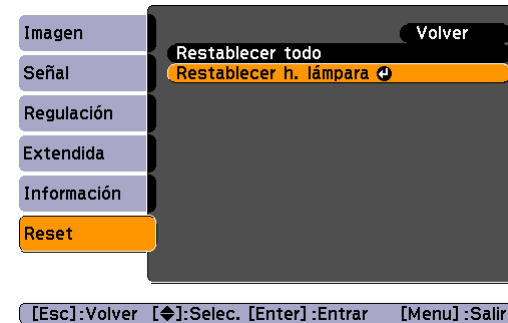 Imagen
Señal
Regulación
Extendida
Información
Reset
Volver
Restablecer todo
Restablecer h. lámpara
[Esc]:Volver [◆]:Selec. [Enter]:Entrar [Menu]:Salir